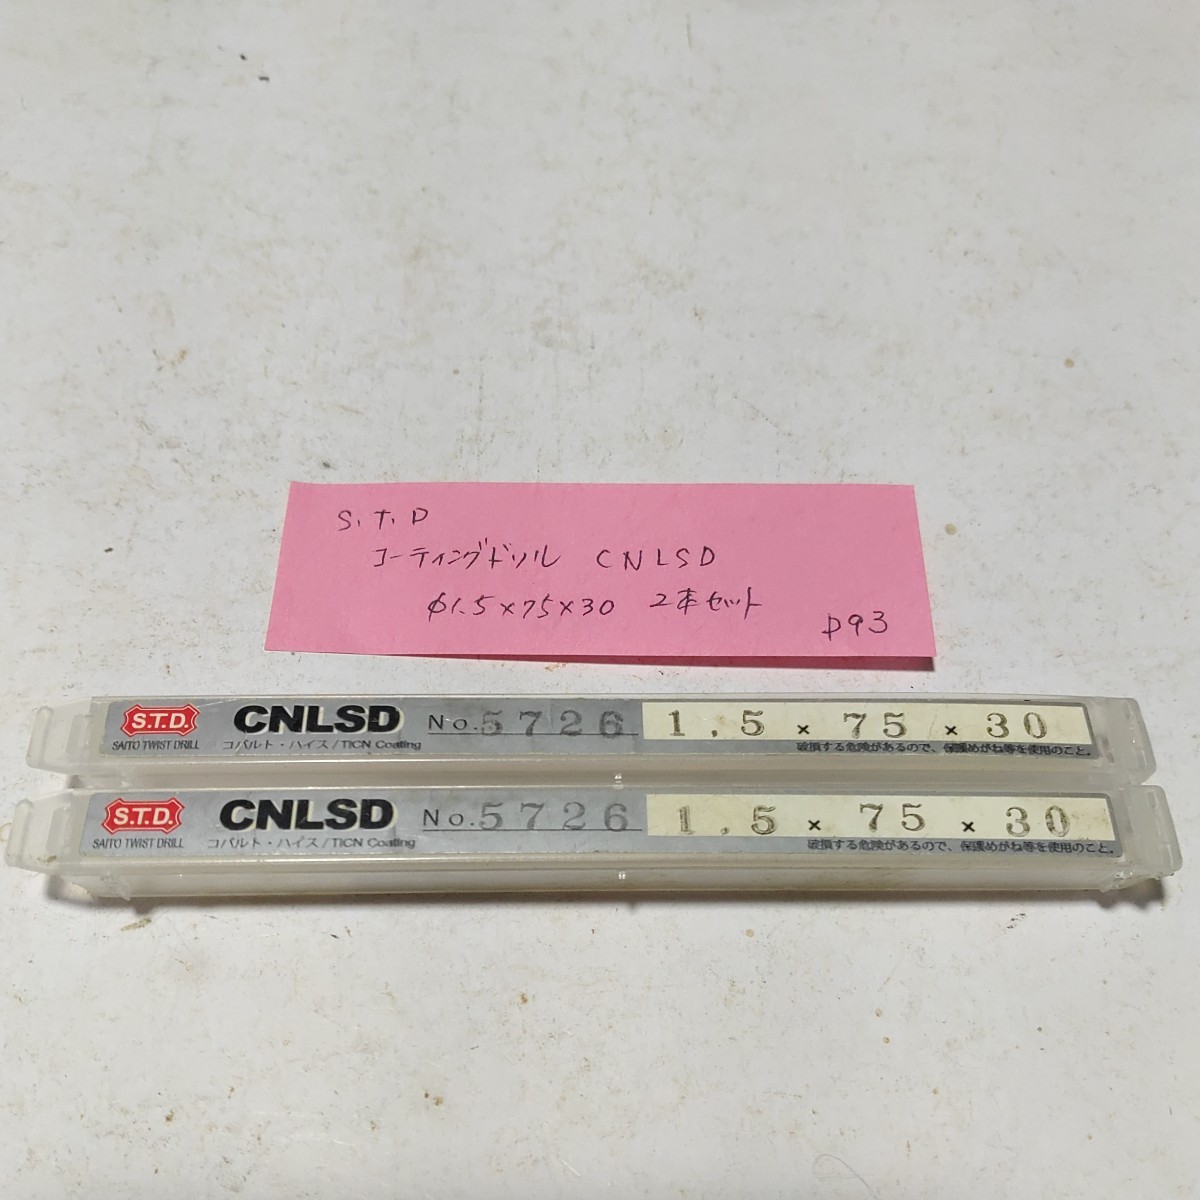 S.T.D
コーティングドリル CNLSD
φ1.5×75×30 2本セット
D93
S.T.D.
SAITO TWIST DRILL
CNLSD
コバルト・ハイス/TICN Coating
No.5726
1.5×75×30
破損する危険があるので、保護めがね等を使用のこと。
S.T.D.
SAITO TWIST DRILL
CNLSD
コバルト・ハイス/TICN Coating
No.5726
1.5×75×30
破損する危険があるので、保護めがね等を使用のこと。